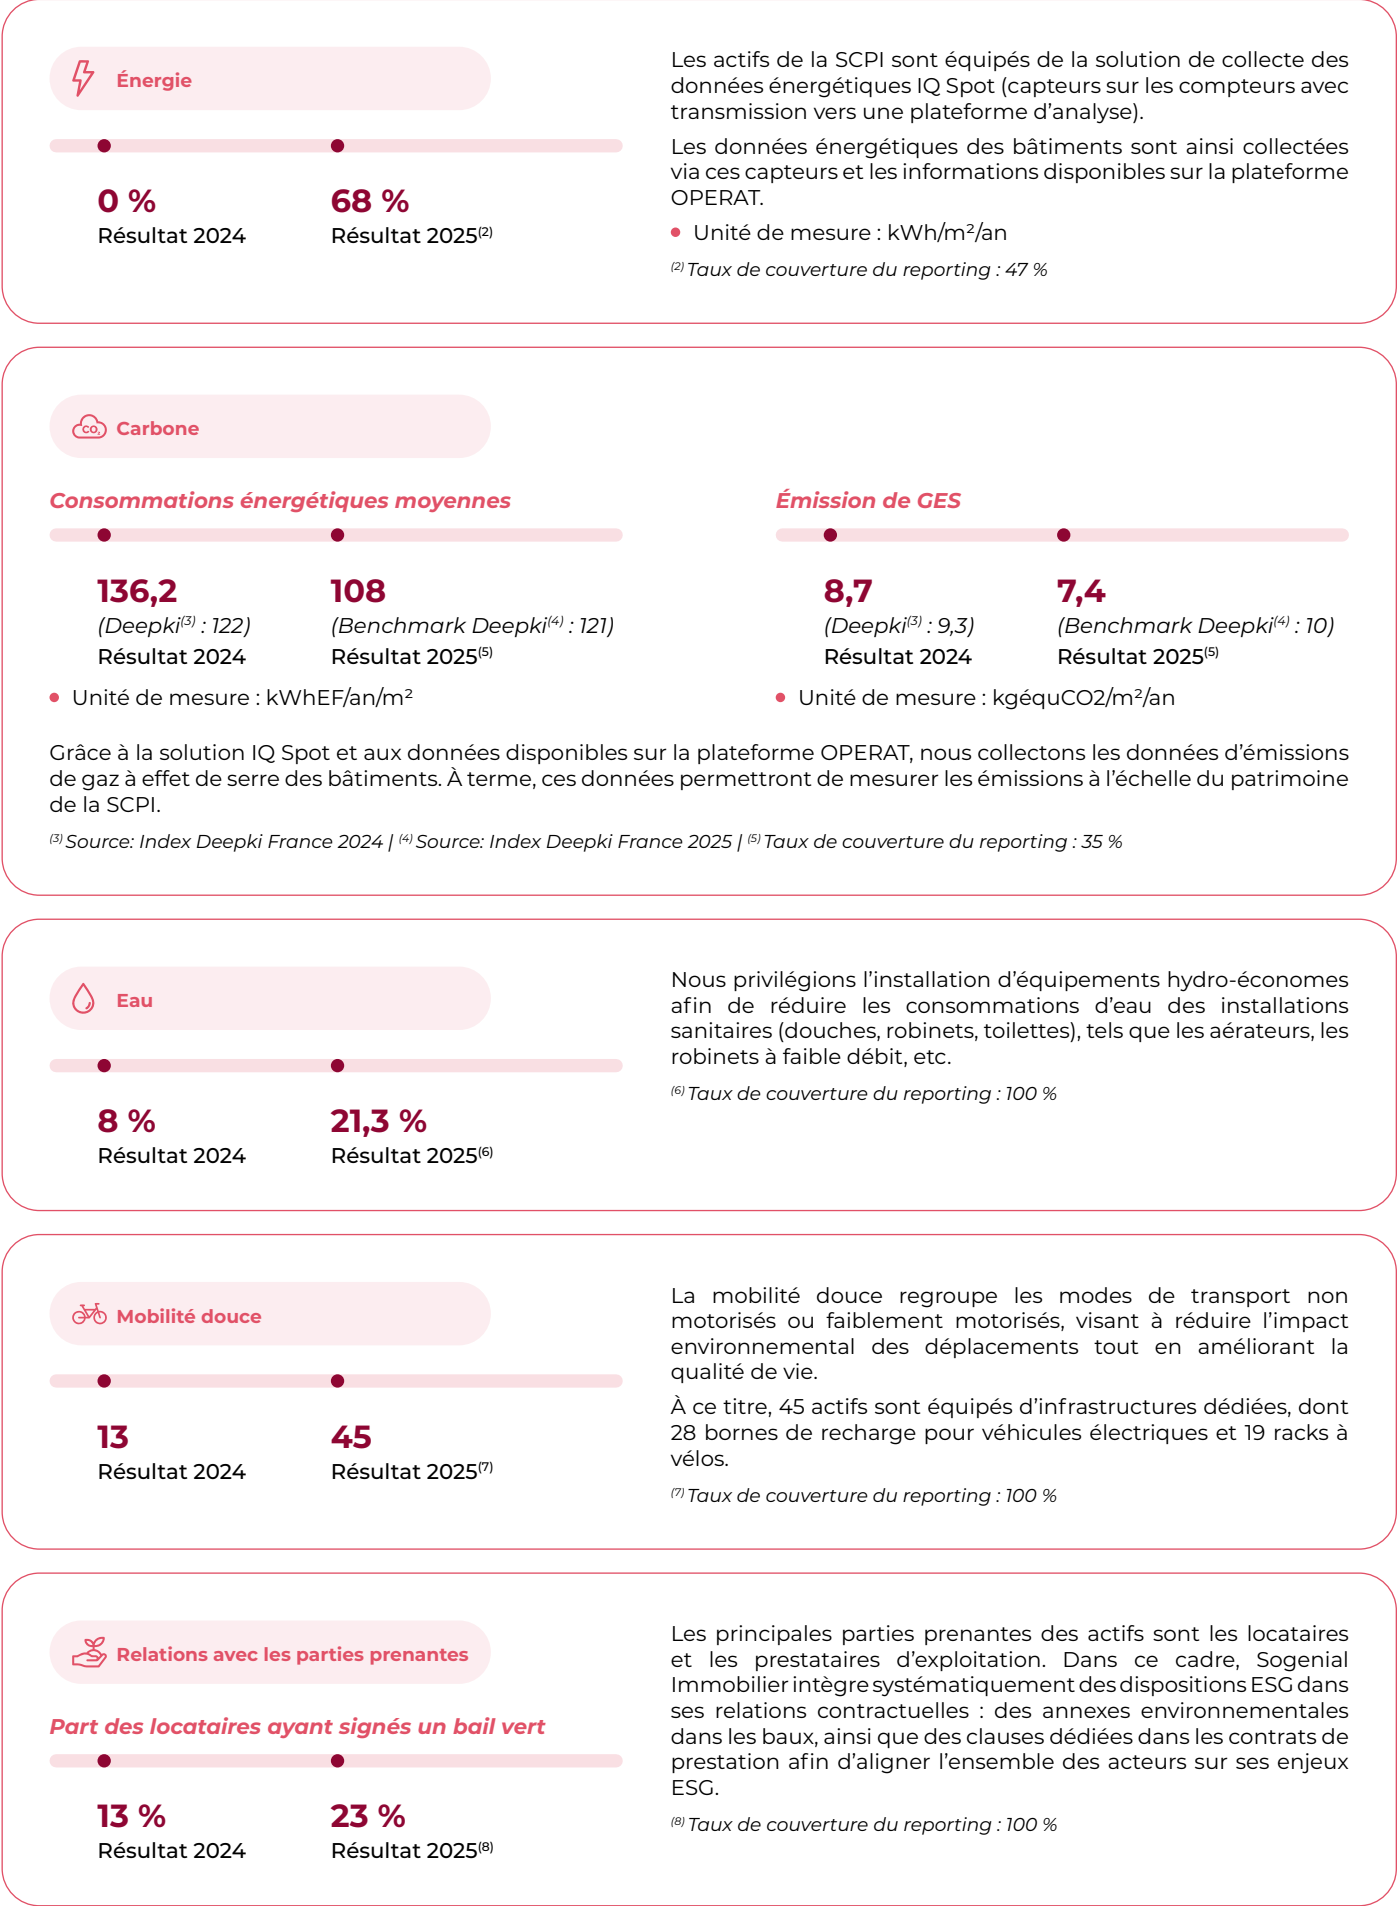 Énergie
0 %
Résultat 2024
68 %
Résultat 2025(2)
Les actifs de la SCPI sont équipés de la solution de collecte des
données énergétiques IQ Spot (capteurs sur les compteurs avec
transmission vers une plateforme d’analyse).
Les données énergétiques des bâtiments sont ainsi collectées
via ces capteurs et les informations disponibles sur la plateforme
OPERAT.
• Unité de mesure : kWh/m²/an
(2) Taux de couverture du reporting : 47 %
CO2 Carbone
Consommations énergétiques moyennes
136,2
(Deepki(3) : 122)
Résultat 2024
108
(Benchmark Deepki(4) : 121)
Résultat 2025(5)
• Unité de mesure : kWhEF/an/m²
Émission de GES
8,7
(Deepki(3) : 9,3)
Résultat 2024
7,4
(Benchmark Deepki(4) : 10)
Résultat 2025(5)
• Unité de mesure : kgéquCO2/m²/an
Grâce à la solution IQ Spot et aux données disponibles sur la plateforme OPERAT, nous collectons les données d’émissions
de gaz à effet de serre des bâtiments. À terme, ces données permettront de mesurer les émissions à l’échelle du patrimoine
de la SCPI.
(3) Source: Index Deepki France 2024 | (4) Source: Index Deepki France 2025 | (5) Taux de couverture du reporting : 35 %
Eau
8 %
Résultat 2024
21,3 %
Résultat 2025(6)
Nous privilégions l’installation d’équipements hydro-économes
afin de réduire les consommations d’eau des installations
sanitaires (douches, robinets, toilettes), tels que les aérateurs, les
robinets à faible débit, etc.
(6) Taux de couverture du reporting : 100 %
Mobilité douce
13
Résultat 2024
45
Résultat 2025(7)
La mobilité douce regroupe les modes de transport non
motorisés ou faiblement motorisés, visant à réduire l’impact
environnemental des déplacements tout en améliorant la
qualité de vie.
À ce titre, 45 actifs sont équipés d’infrastructures dédiées, dont
28 bornes de recharge pour véhicules électriques et 19 racks à
vélos.
(7) Taux de couverture du reporting : 100 %
Relations avec les parties prenantes
Part des locataires ayant signés un bail vert
13 %
Résultat 2024
23 %
Résultat 2025(8)
Les principales parties prenantes des actifs sont les locataires
et les prestataires d’exploitation. Dans ce cadre, Sogenial
Immobilier intègre systématiquement des dispositions ESG dans
ses relations contractuelles : des annexes environnementales
dans les baux, ainsi que des clauses dédiées dans les contrats de
prestation afin d’aligner l’ensemble des acteurs sur ses enjeux
ESG.
(8) Taux de couverture du reporting : 100 %